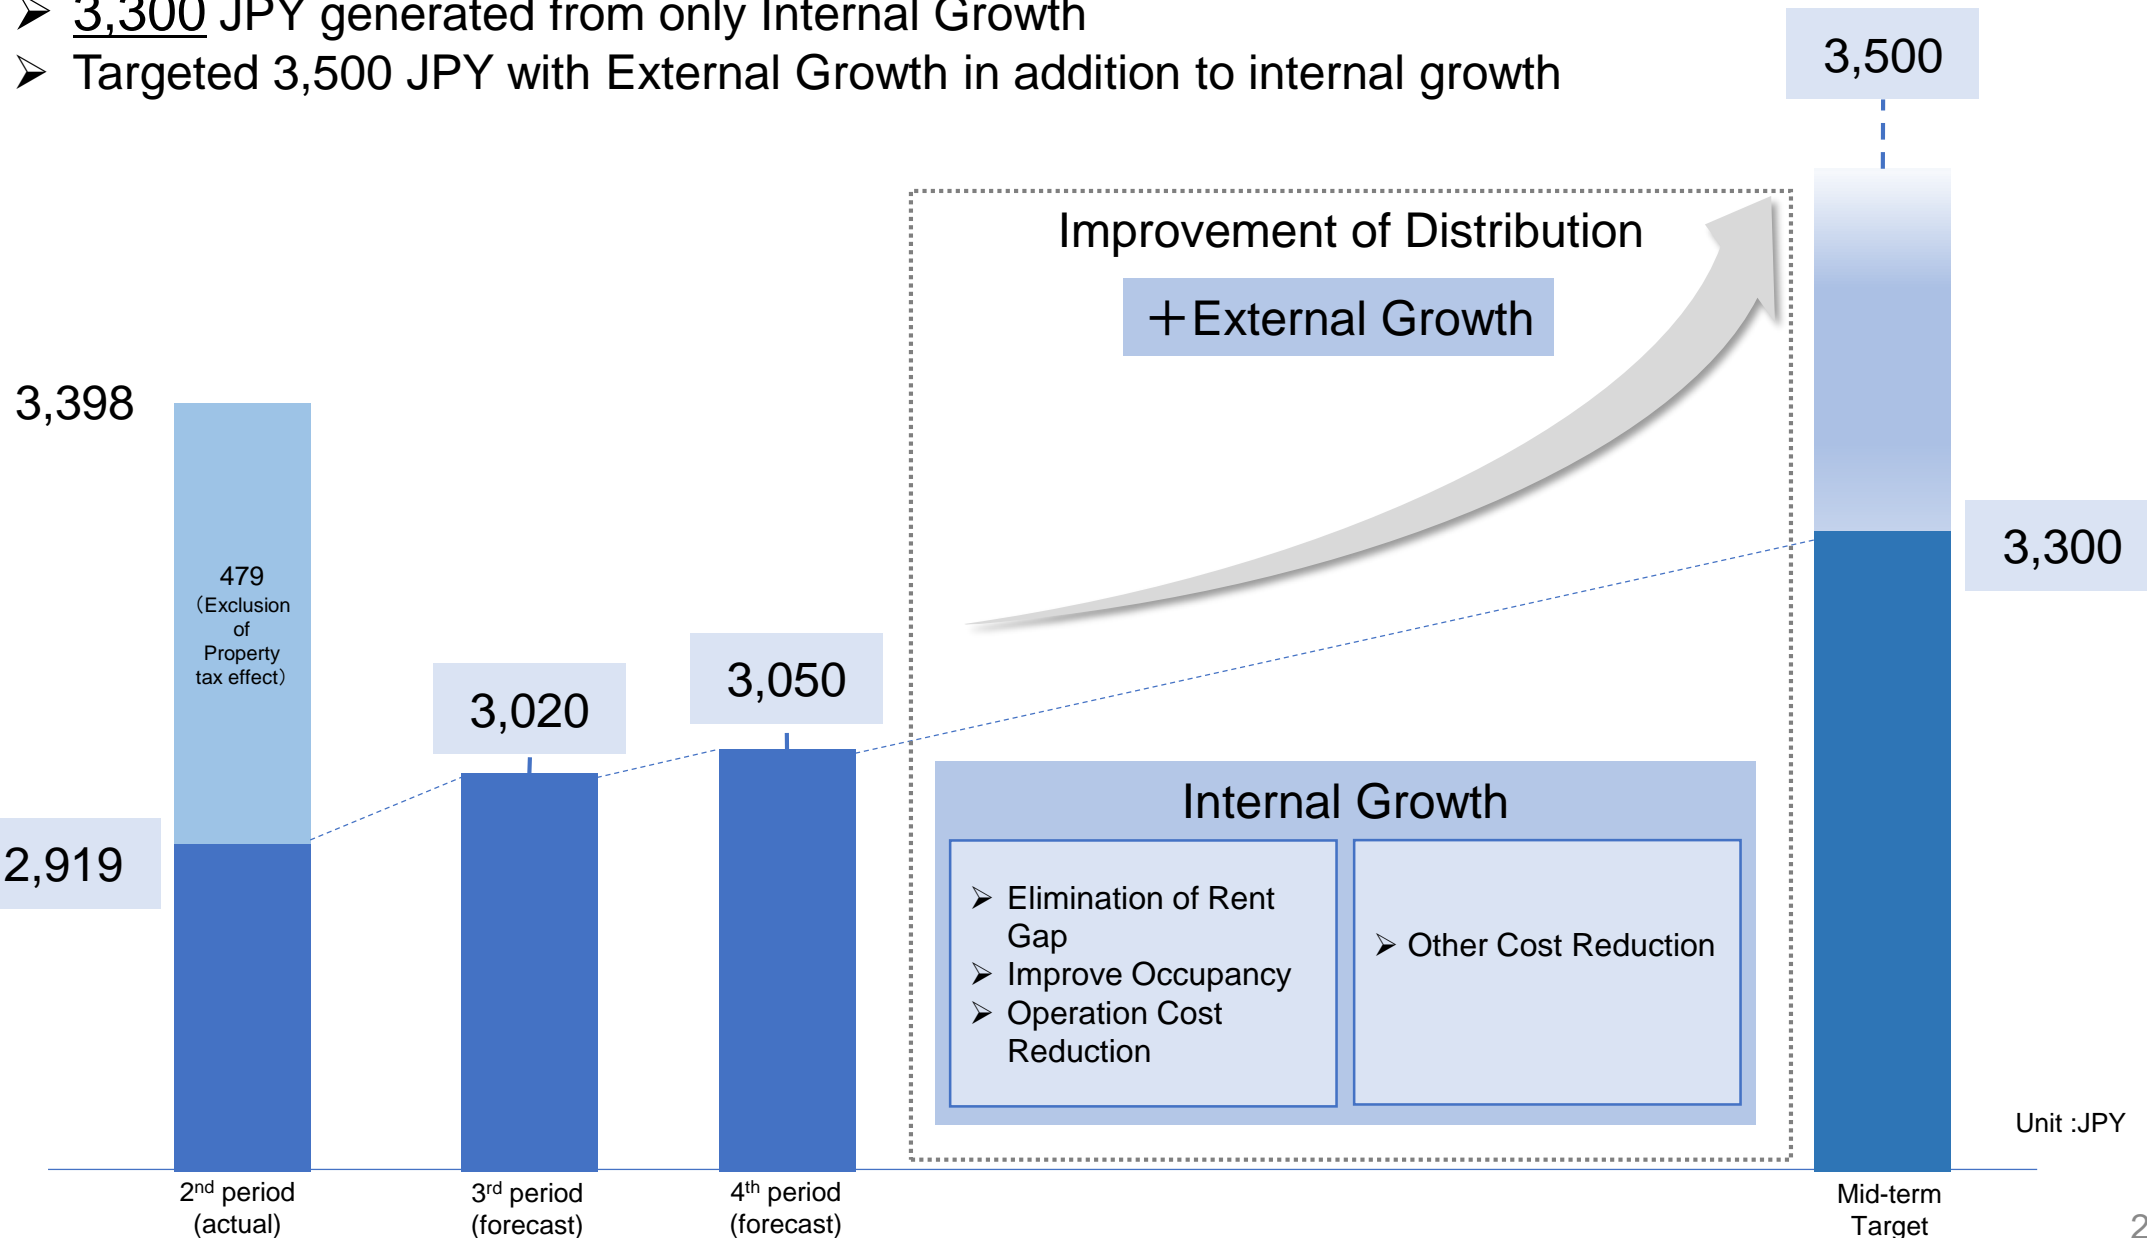 ➢ 3,300 JPY generated from only Internal Growth
➢ Targeted 3,500 JPY with External Growth in addition to internal growth
3,500
Improvement of Distribution
＋External Growth
3,398
479
（Exclusion
of
Property
tax effect）
3,300
3,050
3,020
2,919
Internal Growth
➢ Elimination of Rent
Gap
➢ Improve Occupancy
➢ Operation Cost
Reduction
➢ Other Cost Reduction
Unit :JPY
2nd period
(actual)
3rd period
(forecast)
4th period
(forecast)
Mid-term
Target
2